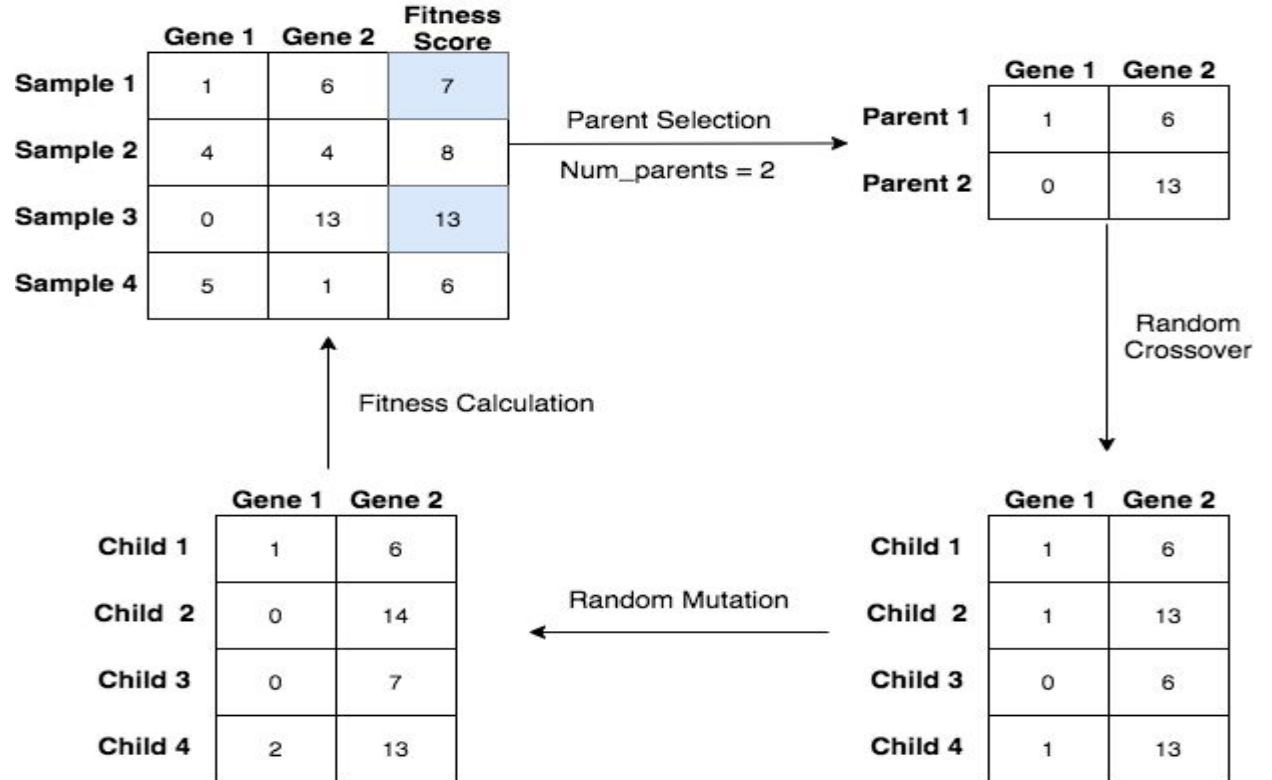 Gene 1 Gene 2 Fitness Score
Sample 1 1 6 7
Sample 2 4 4 8
Sample 3 0 13 13
Sample 4 5 1 6
Parent Selection
Num_parents = 2
Gene 1 Gene 2
Parent 1 1 6
Parent 2 0 13
Random
Crossover
Fitness Calculation
Gene 1 Gene 2
Child 1 1 6
Child 2 0 14
Child 3 0 7
Child 4 2 13
Random Mutation
Gene 1 Gene 2
Child 1 1 6
Child 2 1 13
Child 3 0 6
Child 4 1 13